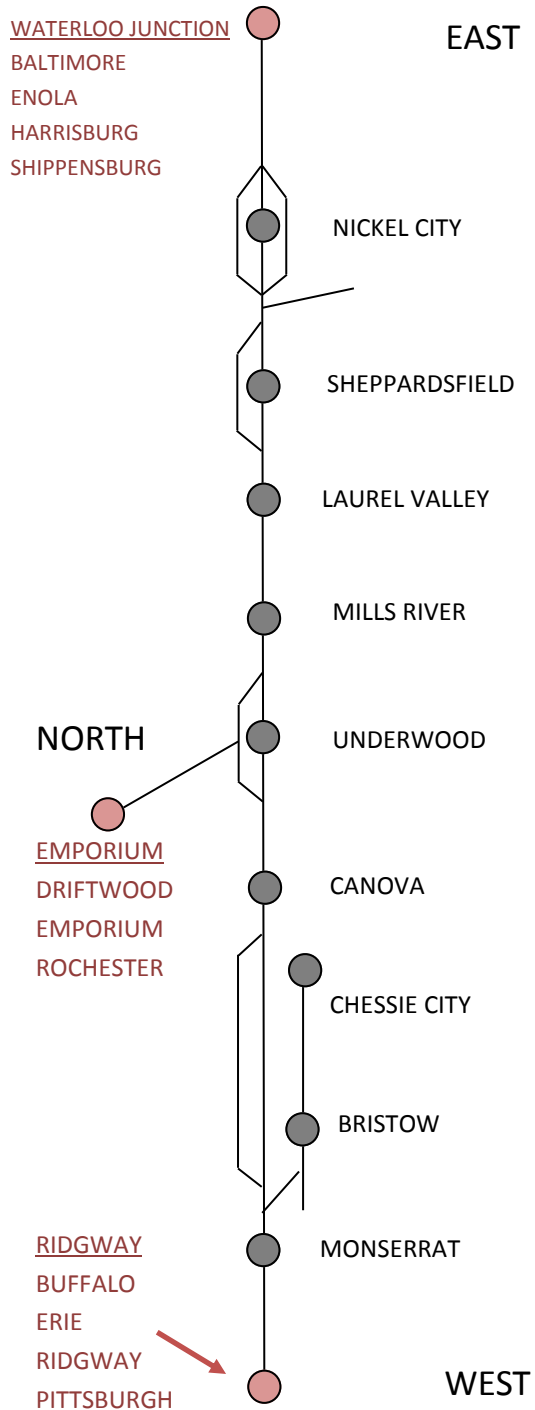 WATERLOO JUNCTION
BALTIMORE
ENOLA
HARRISBURG
SHIPPENSBURG
EAST
NICKEL CITY
SHEPPARDSFIELD
LAUREL VALLEY
MILLS RIVER
NORTH
UNDERWOOD
EMPORIUM
DRIFTWOOD
EMPORIUM
ROCHESTER
CANOVA
CHESSIE CITY
BRISTOW
MONSERRAT
RIDGWAY
BUFFALO
ERIE
RIDGWAY
PITTSBURGH
WEST